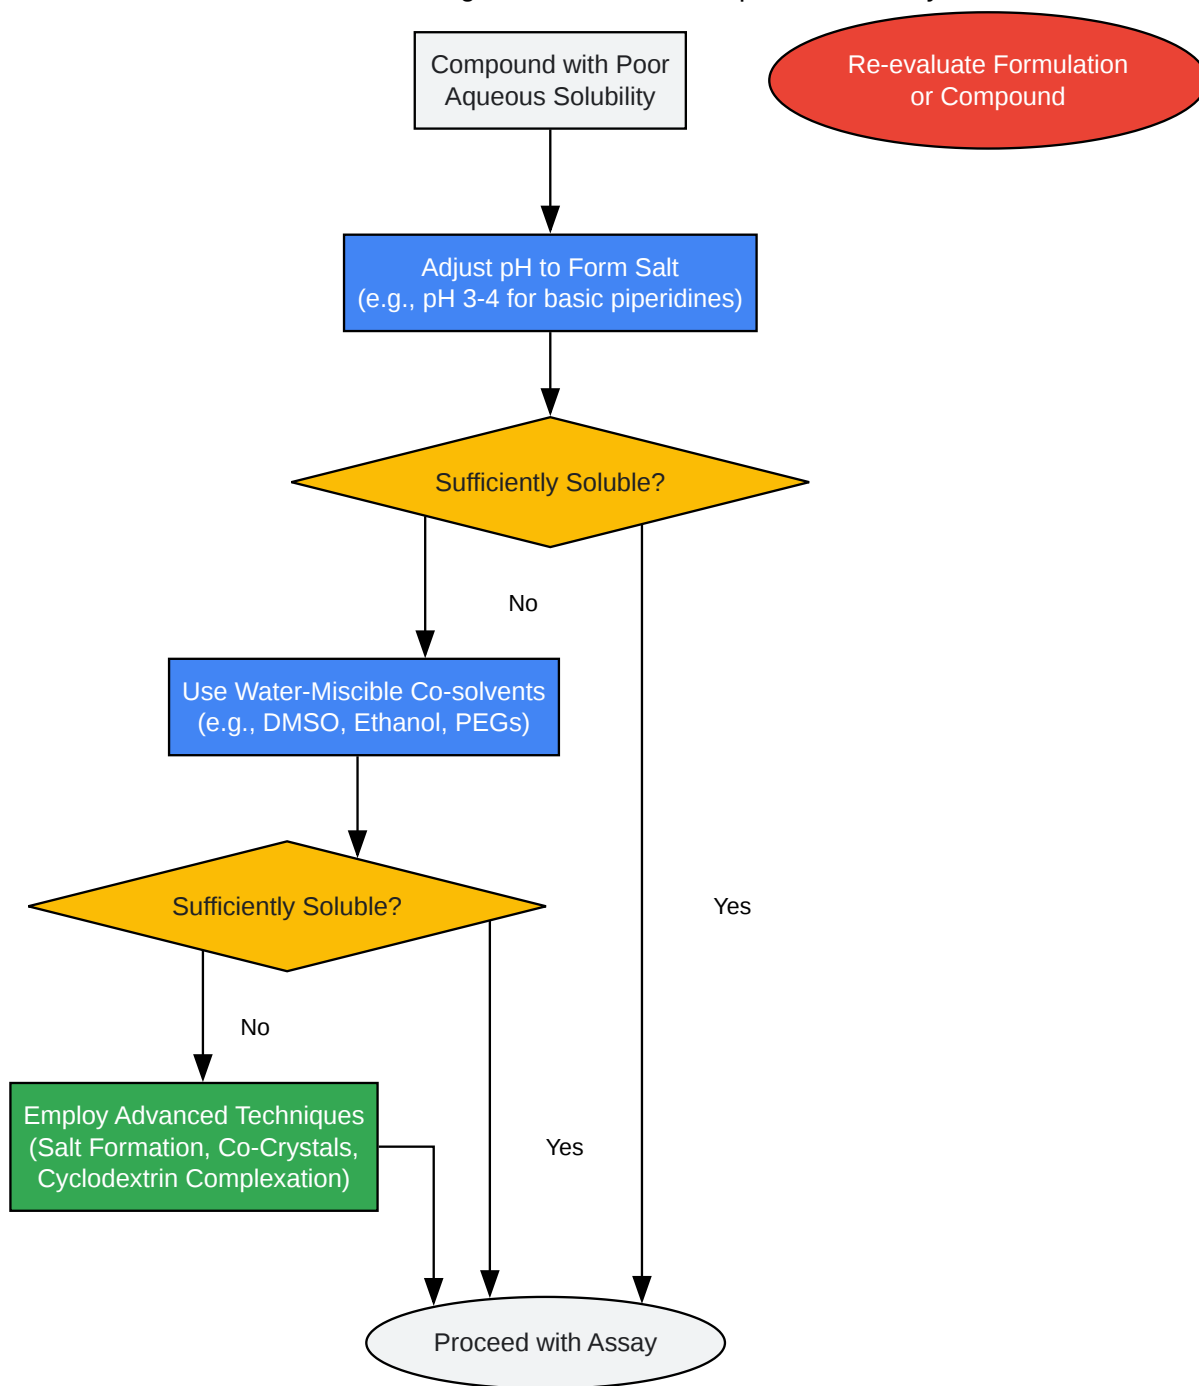 Compound with Poor
Aqueous Solubility
Re-evaluate Formulation
or Compound
Adjust pH to Form Salt
(e.g., pH 3-4 for basic piperidines)
Sufficiently Soluble?
No
Use Water-Miscible Co-solvents
(e.g., DMSO, Ethanol, PEGs)
Sufficiently Soluble?
Yes
No
Employ Advanced Techniques
(Salt Formation, Co-Crystals,
Cyclodextrin Complexation)
Yes
Proceed with Assay